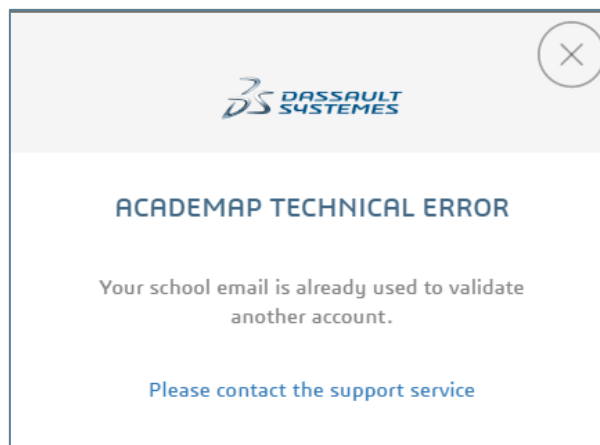 DASSAULT
SYSTEMES
ACADEMAP TECHNICAL ERROR
Your school email is already used to validate
another account.
Please contact the support service